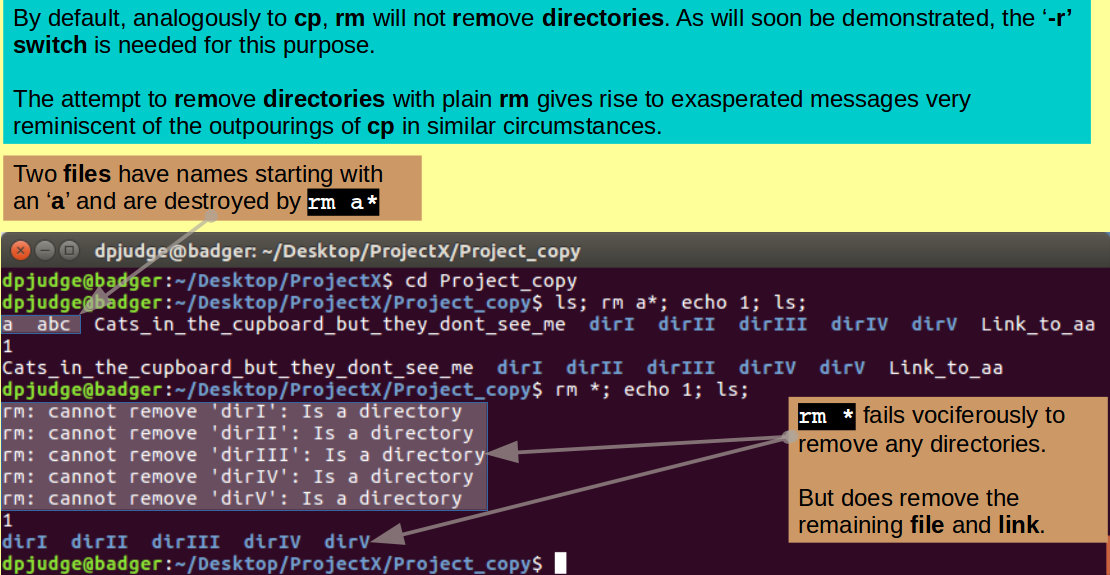 By default, analogously to cp, rm will not remove directories. As will soon be demonstrated, the ‘-r’
switch is needed for this purpose.
The attempt to remove directories with plain rm gives rise to exasperated messages very
reminiscent of the outpourings of cp in similar circumstances.
Two files have names starting with
an ‘a’ and are destroyed by rm a*
dpjudge@badger: ~/Desktop/ProjectX/Project_copy
dpjudge@badger:~/Desktop/ProjectX$ cd Project_copy
dpjudge@badger:~/Desktop/ProjectX/Project_copy$ ls; rm a*; echo 1; ls;
a  abc  Cats_in_the_cupboard_but_they_dont_see_me  dirI  dirII  dirIII  dirIV  dirV  Link_to_aa
1
Cats_in_the_cupboard_but_they_dont_see_me  dirI  dirII  dirIII  dirIV  dirV  Link_to_aa
dpjudge@badger:~/Desktop/ProjectX/Project_copy$ rm *; echo 1; ls;
rm: cannot remove 'dirI': Is a directory
rm: cannot remove 'dirII': Is a directory
rm: cannot remove 'dirIII': Is a directory
rm: cannot remove 'dirIV': Is a directory
rm: cannot remove 'dirV': Is a directory
1
dirI  dirII  dirIII  dirIV  dirV
dpjudge@badger:~/Desktop/ProjectX/Project_copy$
rm * fails vociferously to
remove any directories.
But does remove the
remaining file and link.